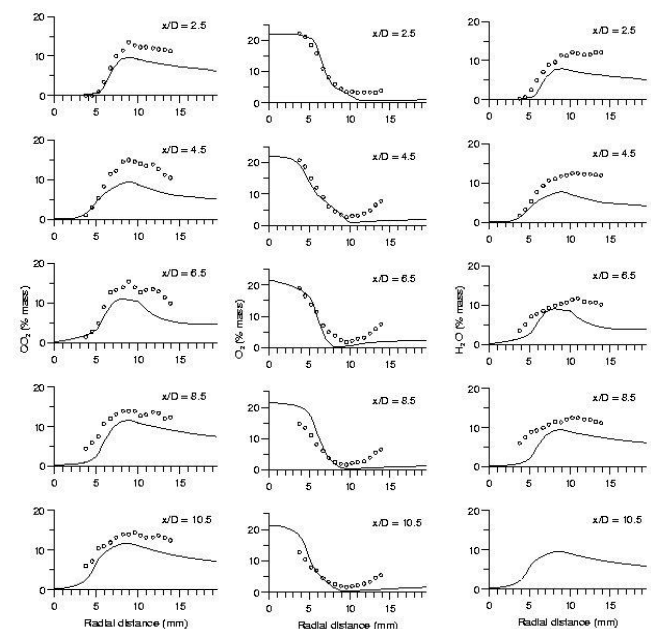 20 x/D = 2.5
10
0
0 5 10 15
x/D = 2.5
20
10
0
0 5 10 15
20 x/D = 2.5
10
0
0 5 10 15
20 x/D = 4.5
10
0
0 5 10 15
x/D = 4.5
20
10
0
0 5 10 15
20 x/D = 4.5
10
0
0 5 10 15
CO₂ (% mass)
20 x/D = 6.5
10
0
0 5 10 15
O₂ (% mass)
x/D = 6.5
20
10
0
0 5 10 15
H₂O (% mass)
20 x/D = 6.5
10
0
0 5 10 15
20 x/D = 8.5
10
0
0 5 10 15
x/D = 8.5
20
10
0
0 5 10 15
20 x/D = 8.5
10
0
0 5 10 15
20 x/D = 10.5
10
0
0 5 10 15
Radial distance (mm)
x/D = 10.5
20
10
0
0 5 10 15
Radial distance (mm)
20 x/D = 10.5
10
0
0 5 10 15
Radial distance (mm)